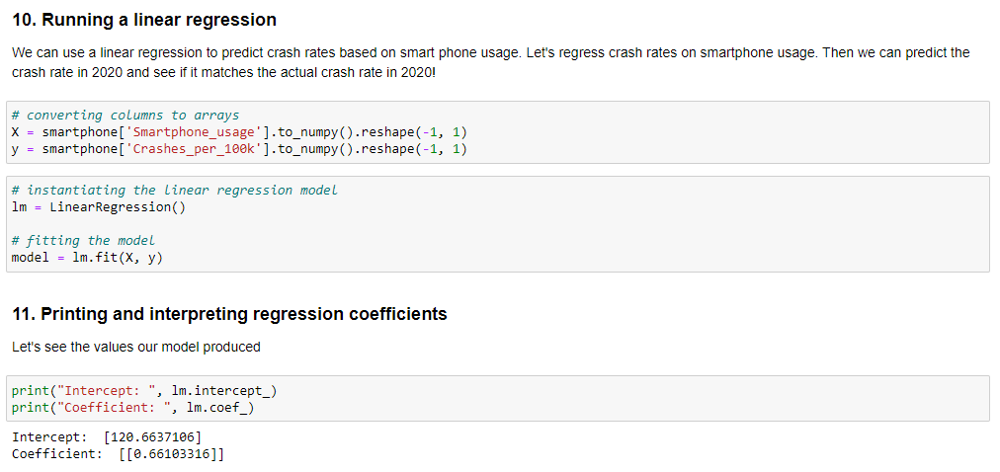 10. Running a linear regression
We can use a linear regression to predict crash rates based on smart phone usage. Let's regress crash rates on smartphone usage. Then we can predict the
crash rate in 2020 and see if it matches the actual crash rate in 2020!
# converting columns to arrays
X = smartphone['Smartphone_usage'].to_numpy().reshape(-1, 1)
y = smartphone['Crashes_per_100k'].to_numpy().reshape(-1, 1)
# instantiating the linear regression model
lm = LinearRegression()
# fitting the model
model = lm.fit(X, y)
11. Printing and interpreting regression coefficients
Let's see the values our model produced
print("Intercept: ", lm.intercept_)
print("Coefficient: ", lm.coef_)
Intercept:  [120.6637106]
Coefficient:  [[0.66103316]]